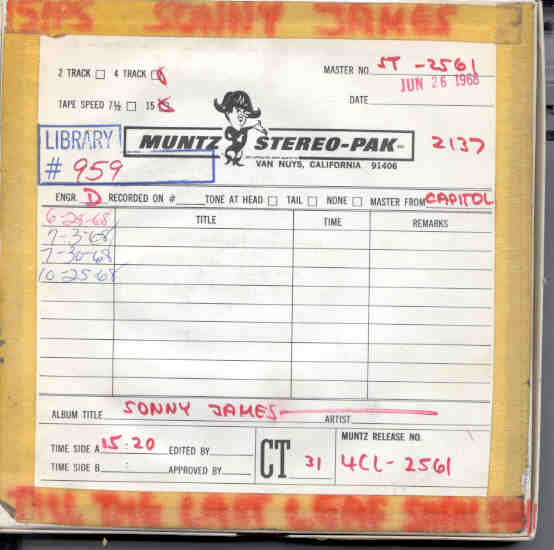 SONNY JAMES
2 TRACK 4 TRACK
MASTER NO. ST-2561
JUN 26 1968
TAPE SPEED 7½ 15
DATE
LIBRARY
# 959
MUNTZ STEREO-PAK
VAN NUYS, CALIFORNIA 91406
2137
ENGR. D RECORDED ON # TONE AT HEAD TAIL NONE MASTER FROM CAPITOL
TITLE TIME REMARKS
6-28-68
7-3-68
7-30-68
10-25-68
ALBUM TITLE SONNY JAMES
ARTIST
TIME SIDE A 15:20 EDITED BY
TIME SIDE B : APPROVED BY
CT 31
MUNTZ RELEASE NO.
4CL-2561